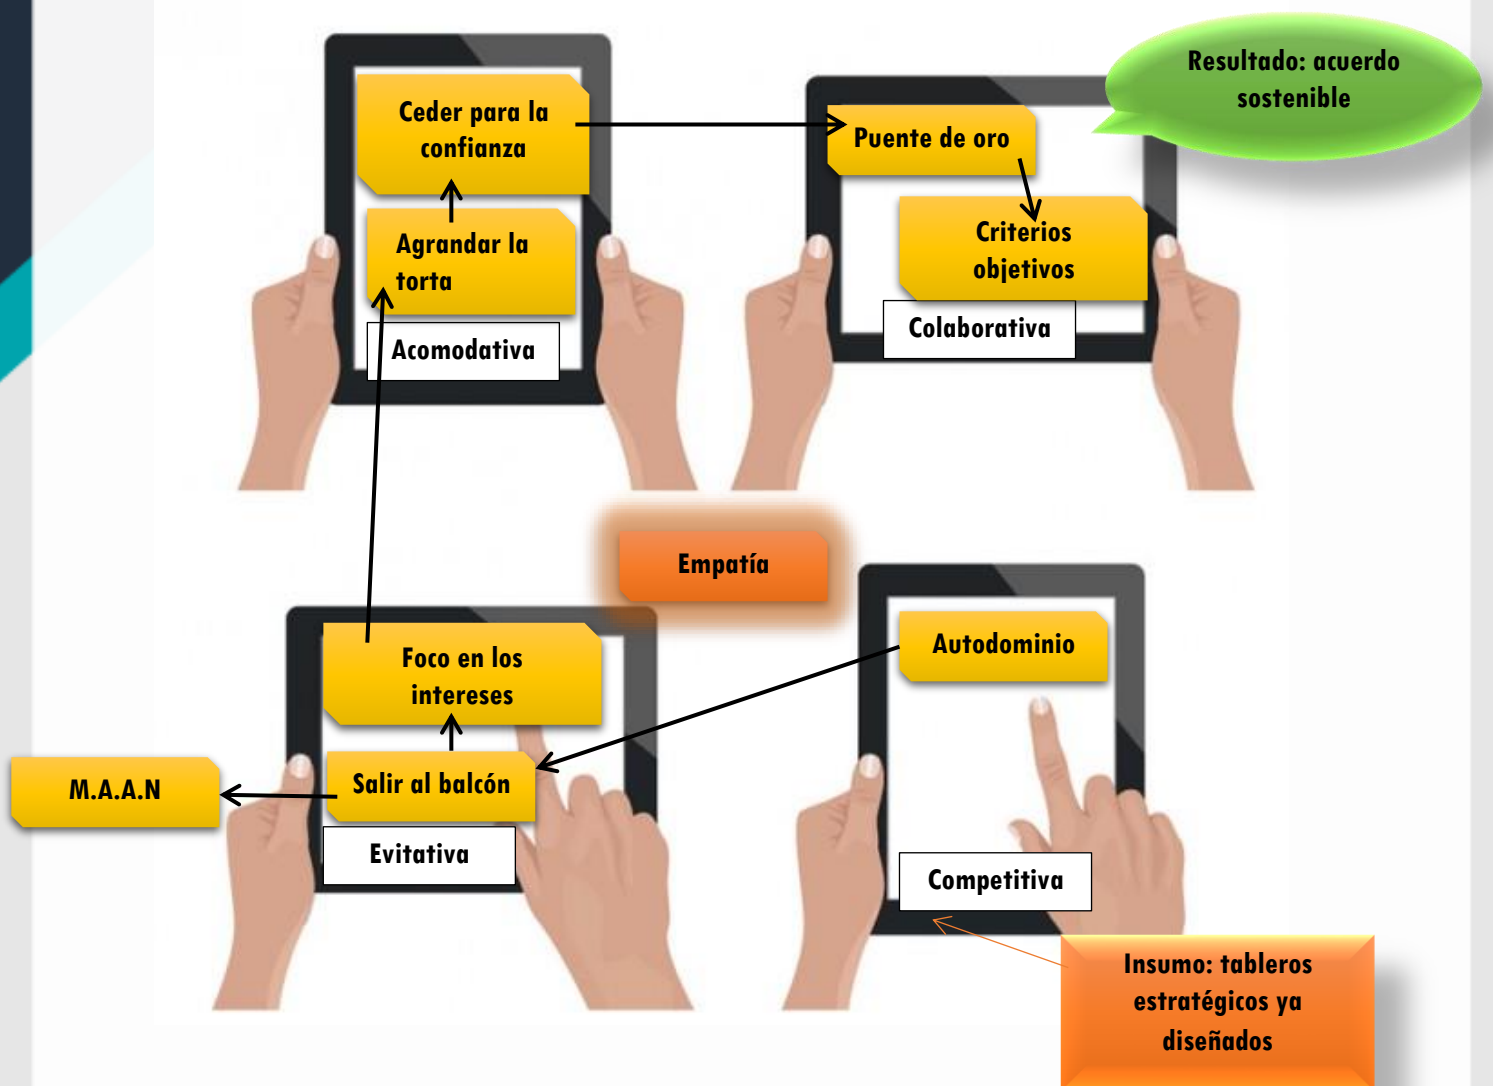 Resultado: acuerdo
sostenible
Ceder para la
confianza
Puente de oro
Agrandar la
torta
Criterios
objetivos
Acomodativa
Colaborativa
Empatía
Autodominio
Foco en los
intereses
M.A.A.N
Salir al balcón
Evitativa
Competitiva
Insumo: tableros
estratégicos ya
diseñados